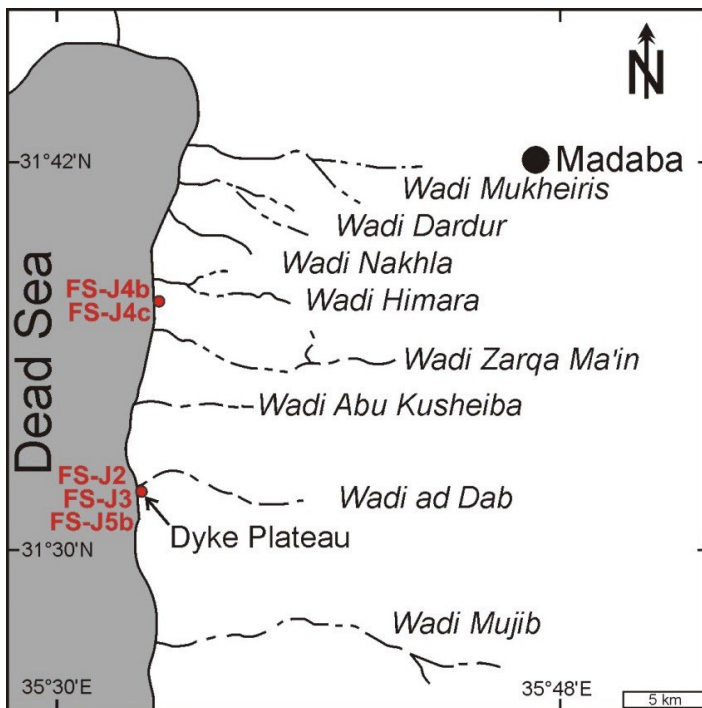 N
31°42'N
Madaba
Wadi Mukheiris
Wadi Dardur
Wadi Nakhla
FS-J4b
FS-J4c
Wadi Himara
Dead Sea
Wadi Zarqa Ma'in
Wadi Abu Kusheiba
FS-J2
FS-J3
FS-J5b
Wadi ad Dab
Dyke Plateau
31°30'N
Wadi Mujib
35°30'E
35°48'E
5 km